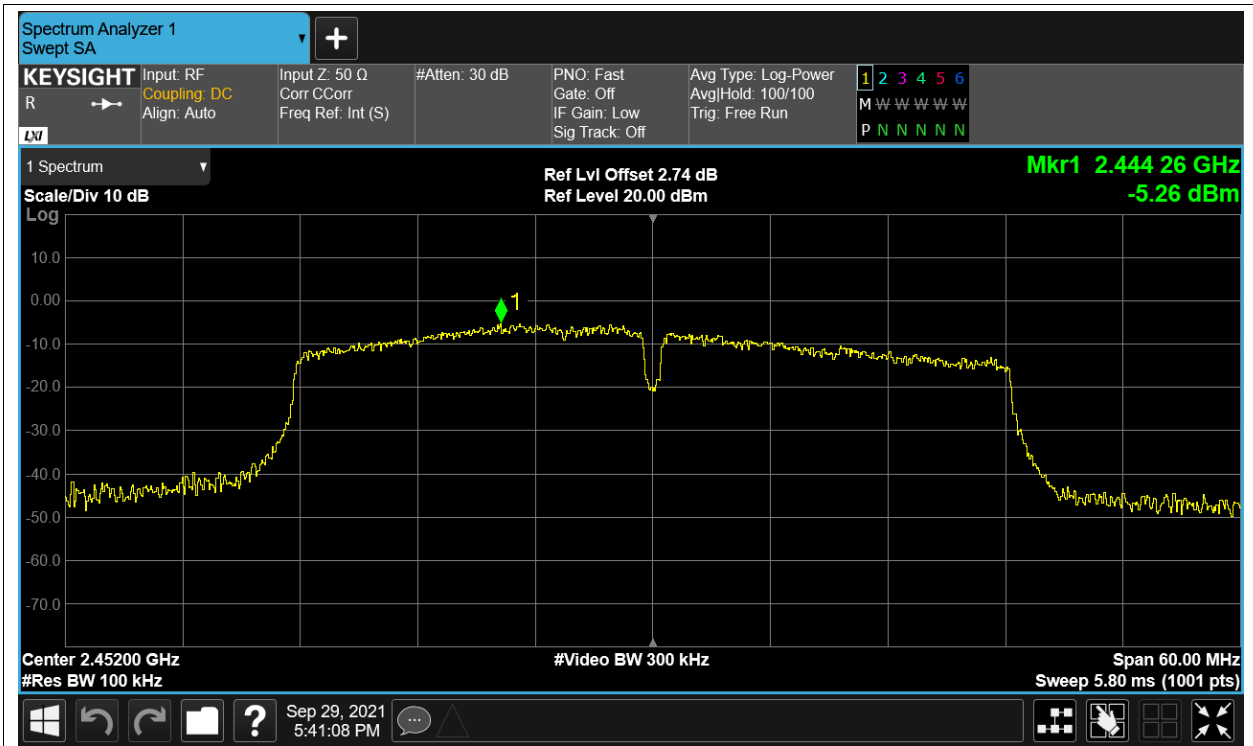 Spectrum Analyzer 1
Swept SA
KEYSIGHT
R
LXI
Input: RF
Coupling: DC
Align: Auto
Input Z: 50 Ω
Corr CCorr
Freq Ref: Int (S)
#Atten: 30 dB
PNO: Fast
Gate: Off
IF Gain: Low
Sig Track: Off
Avg Type: Log-Power
Avg|Hold: 100/100
Trig: Free Run
1 2 3 4 5 6
M W W W W W
P N N N N N
1 Spectrum
Scale/Div 10 dB
Ref Lvl Offset 2.74 dB
Ref Level 20.00 dBm
Mkr1 2.444 26 GHz
-5.26 dBm
Log
10.0
0.00
-10.0
-20.0
-30.0
-40.0
-50.0
-60.0
-70.0
1
Center 2.45200 GHz
#Video BW 300 kHz
Span 60.00 MHz
#Res BW 100 kHz
Sweep 5.80 ms (1001 pts)
?
Sep 29, 2021
5:41:08 PM